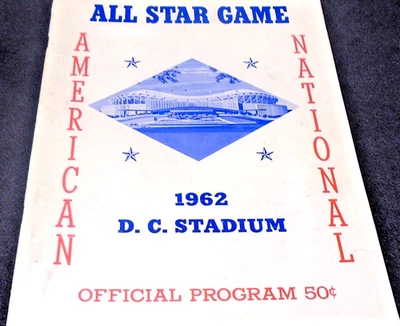 ALL STAR GAME
AMERICAN
NATIONAL
1962
D. C. STADIUM
OFFICIAL PROGRAM 50¢